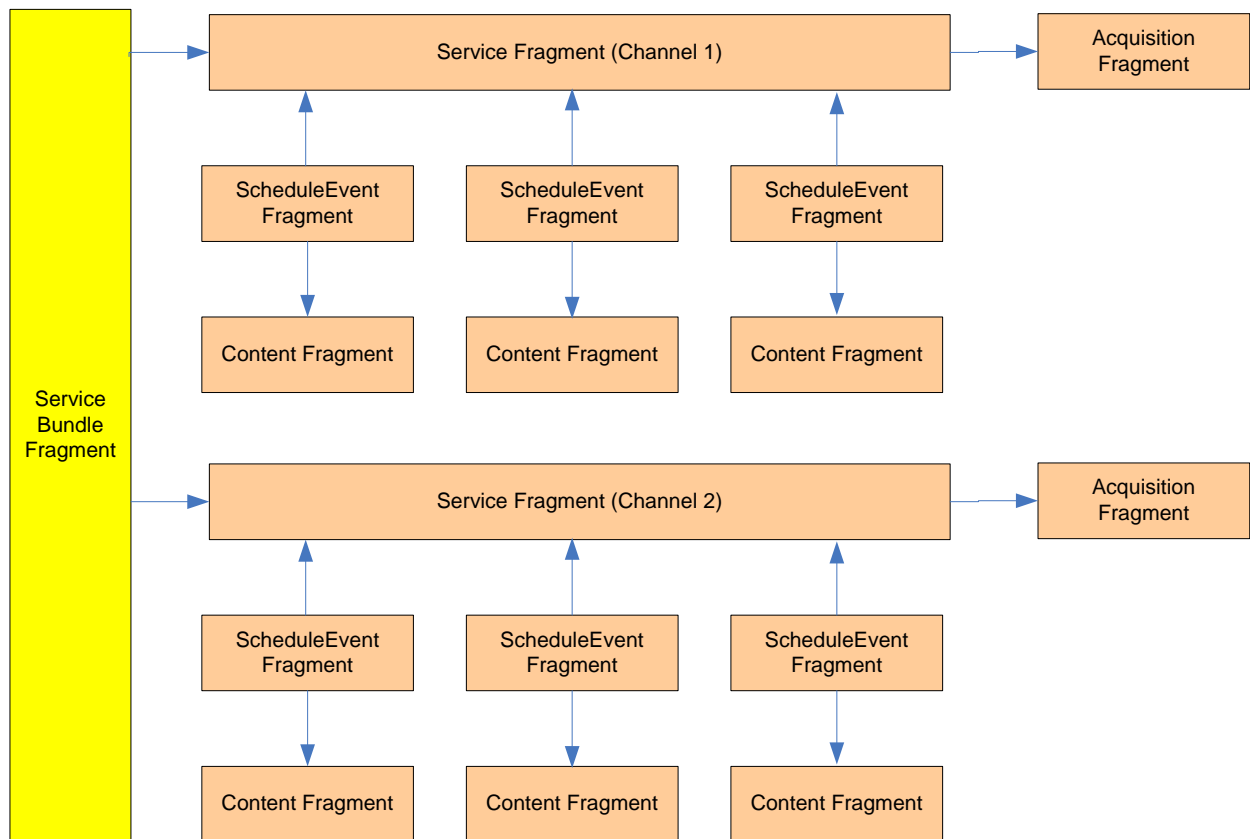 Service Fragment (Channel 1)
Acquisition
Fragment
ScheduleEvent
Fragment
ScheduleEvent
Fragment
ScheduleEvent
Fragment
Content Fragment
Content Fragment
Content Fragment
Service
Bundle
Fragment
Service Fragment (Channel 2)
Acquisition
Fragment
ScheduleEvent
Fragment
ScheduleEvent
Fragment
ScheduleEvent
Fragment
Content Fragment
Content Fragment
Content Fragment